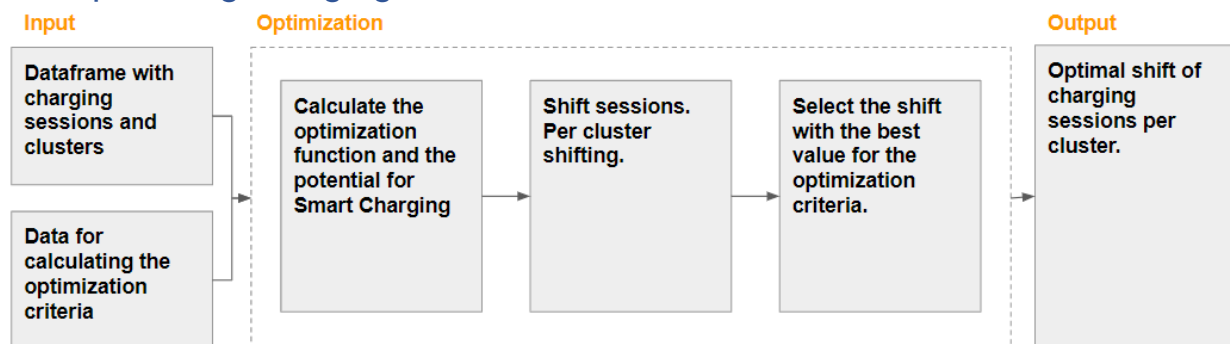 Input
Dataframe with
charging
sessions and
clusters
Data for
calculating the
optimization
criteria
Optimization
Calculate the
optimization
function and the
potential for
Smart Charging
Shift sessions.
Per cluster
shifting.
Select the shift
with the best
value for the
optimization
criteria.
Output
Optimal shift of
charging
sessions per
cluster.